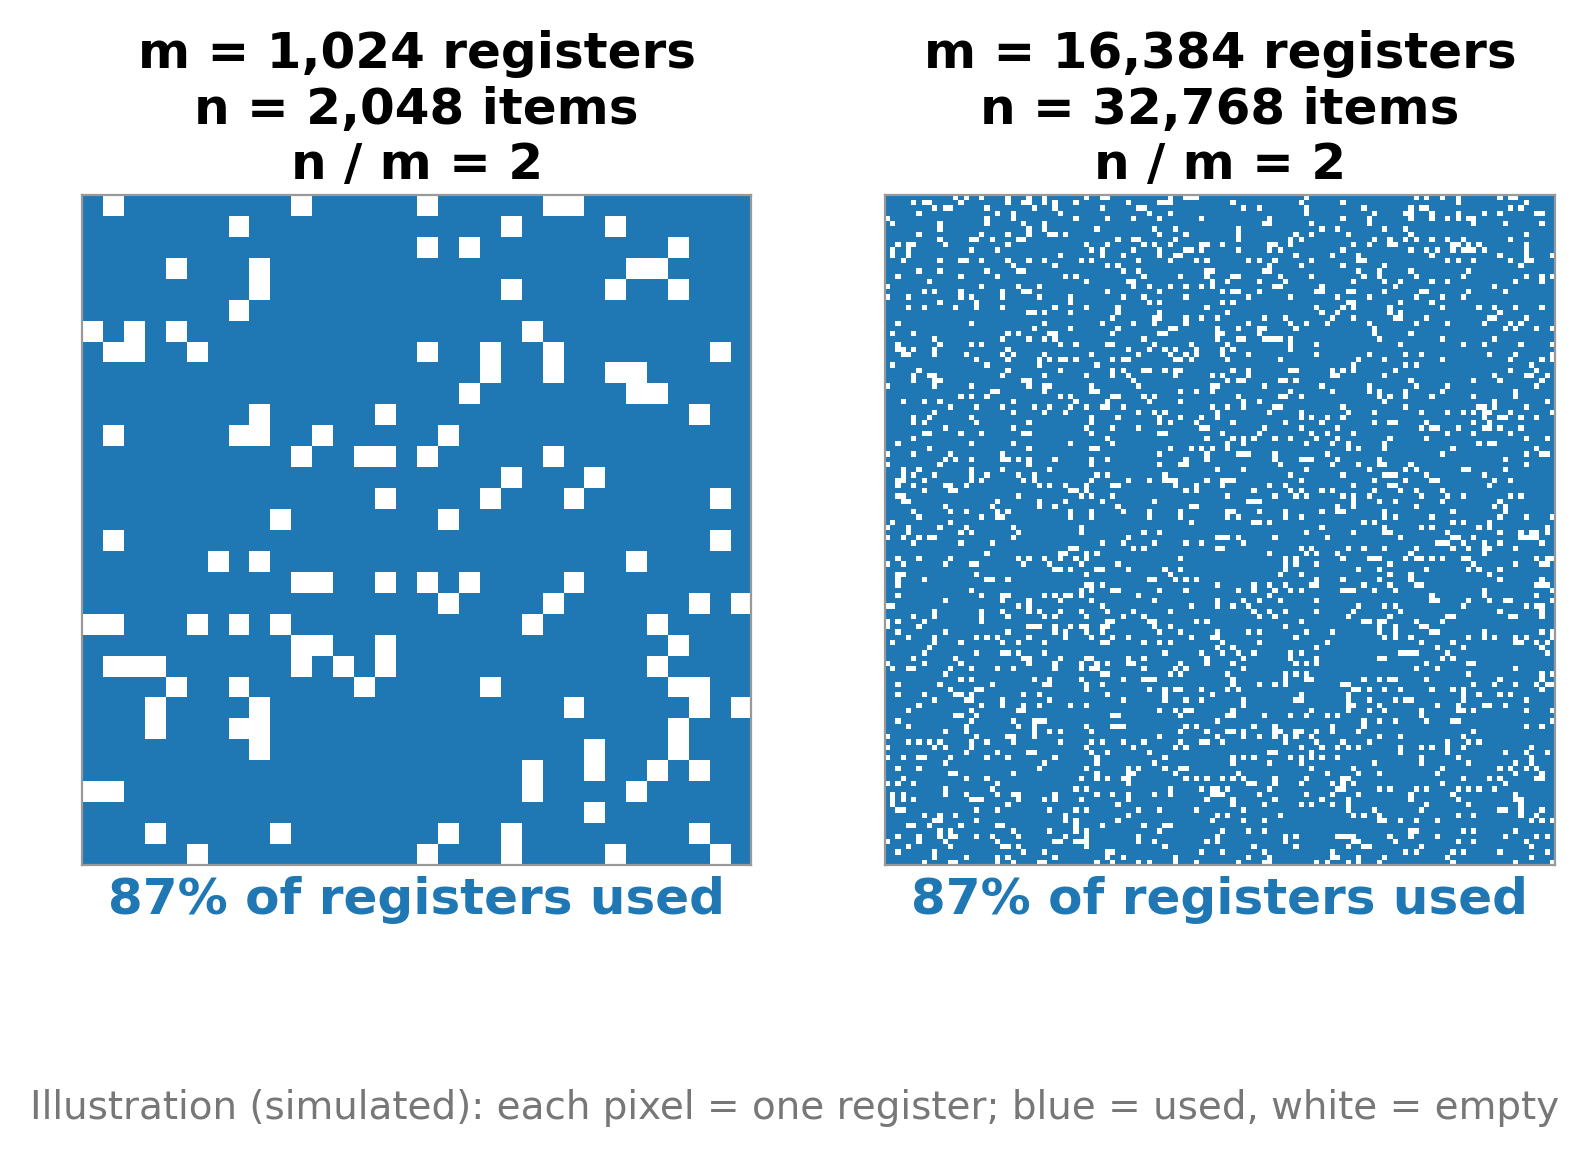 m = 1,024 registers
n = 2,048 items
n / m = 2
87% of registers used
m = 16,384 registers
n = 32,768 items
n / m = 2
87% of registers used
Illustration (simulated): each pixel = one register; blue = used, white = empty